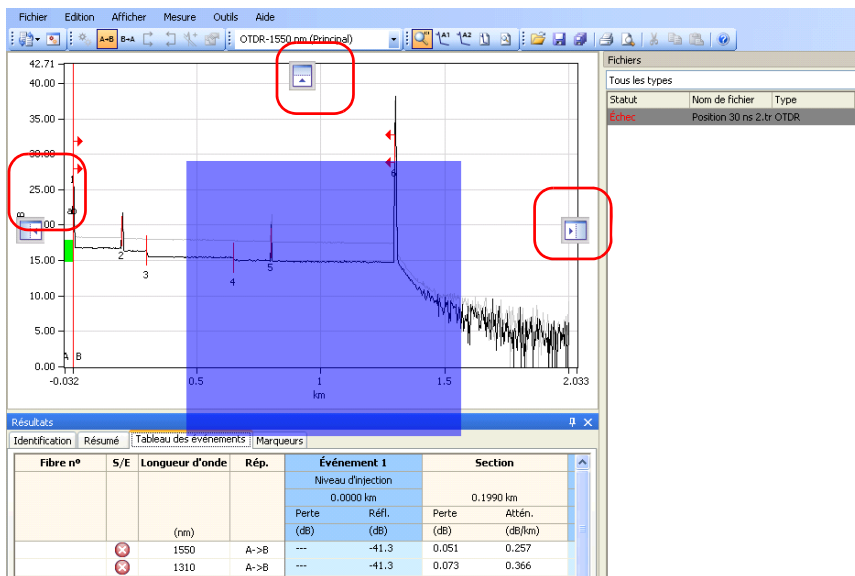 Fichier Edition Afficher Mesure Outils Aide
A→B B→A OTDR-1550 nm (Principal) A1 A2
Fichiers
Tous les types
Statut Nom de fichier Type
Echec Position 30 ns 2.tr OTDR
42.71
40.00
35.00
30.00
25.00
20.00
15.00
10.00
5.00
0.00
B
1
ab
2
3
4
5
6
A B
-0.032 0.5 1 1.5 2.033
km
Résultats
Identification Résumé Tableau des événements Marqueurs
Fibre nº S/E Longueur d'onde Rép. Événement 1 Section
Niveau d'injection
0.0000 km 0.1990 km
Perte Réfl. Perte Attén.
(nm) (dB) (dB) (dB) (dB/km)
1550 A->B --- -41.3 0.051 0.257
1310 A->B --- -41.3 0.073 0.366